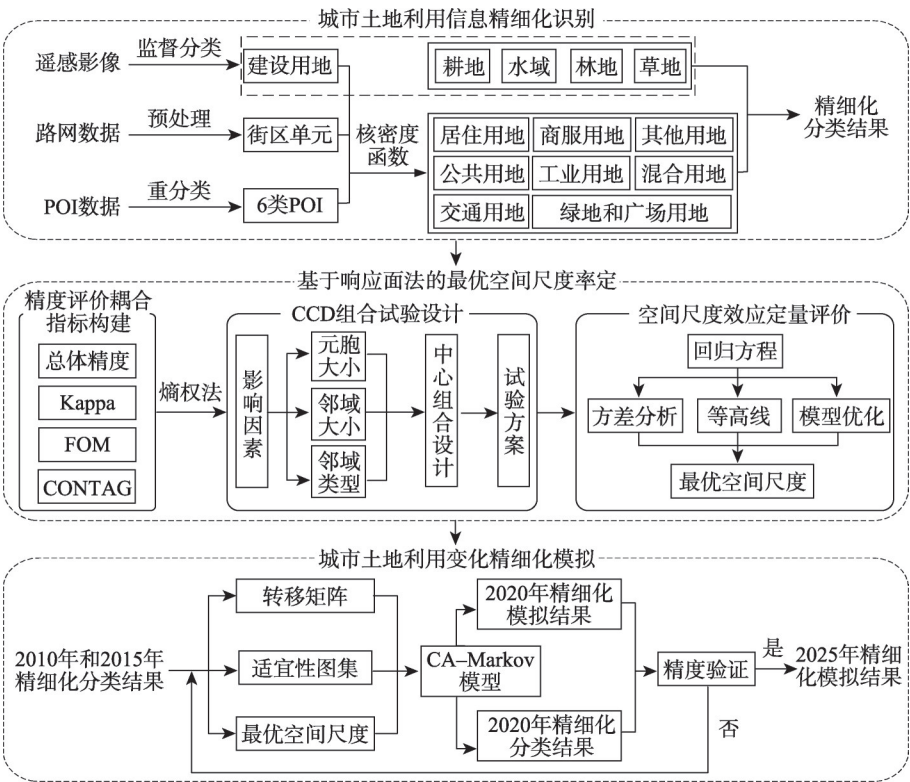 城市土地利用信息精细化识别
遥感影像
监督分类
建设用地
耕地
水域
林地
草地
路网数据
预处理
街区单元
核密度
函数
居住用地
商服用地
其他用地
精细化
分类结果
公共用地
工业用地
混合用地
POI数据
重分类
6类POI
交通用地
绿地和广场用地
基于响应面法的最优空间尺度率定
精度评价耦合
指标构建
总体精度
Kappa
FOM
CONTAG
熵权法
CCD组合试验设计
影响因素
元胞
大小
邻域
大小
邻域
类型
中心组合设计
试验方案
空间尺度效应定量评价
回归方程
方差分析
等高线
模型优化
最优空间尺度
城市土地利用变化精细化模拟
2010年和2015年
精细化分类结果
转移矩阵
适宜性图集
最优空间尺度
CA–Markov
模型
2020年精细化
模拟结果
2020年精细化
分类结果
精度验证
是
否
2025年精细
化模拟结果